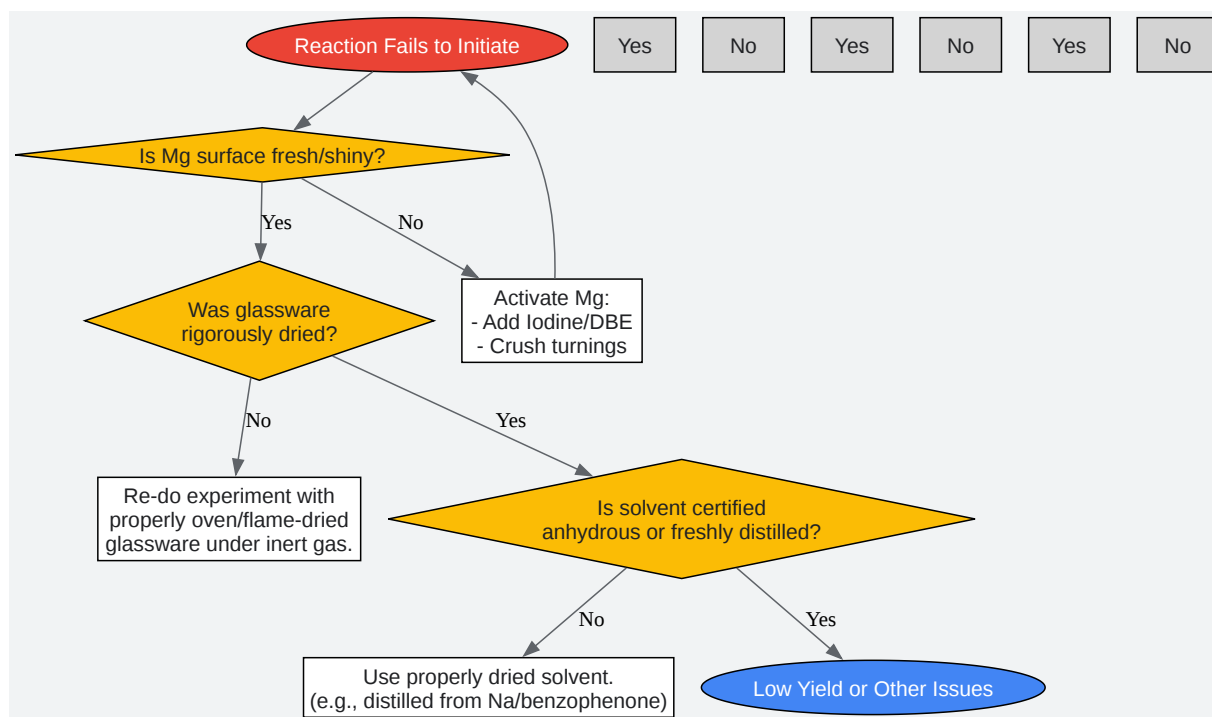 Reaction Fails to Initiate
Yes
No
Yes
No
Yes
No
Is Mg surface fresh/shiny?
Yes
No
Was glassware
rigorously dried?
Activate Mg:
- Add Iodine/DBE
- Crush turnings
No
Yes
Re-do experiment with
properly oven/flame-dried
glassware under inert gas.
Is solvent certified
anhydrous or freshly distilled?
No
Yes
Use properly dried solvent.
(e.g., distilled from Na/benzophenone)
Low Yield or Other Issues